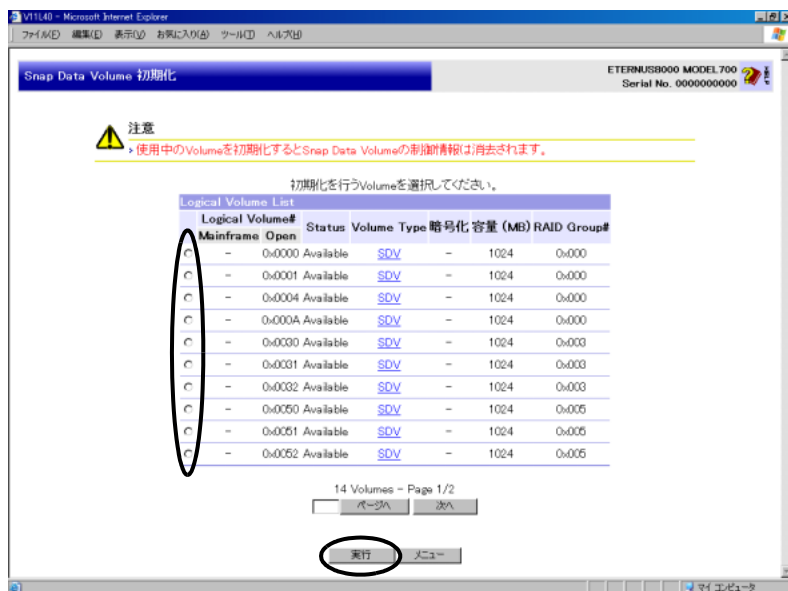 V11L40 - Microsoft Internet Explorer
ファイル(F) 編集(E) 表示(V) お気に入り(A) ツール(T) ヘルプ(H)
Snap Data Volume 初期化
ETERNUS8000 MODEL700
Serial No. 0000000000
注意
使用中のVolumeを初期化するとSnap Data Volumeの制御情報は消去されます。
初期化を行うVolumeを選択してください。
Logical Volume List
Logical Volume# Status Volume Type 暗号化 容量 (MB) RAID Group#
Mainframe Open
- 0x0000 Available SDV - 1024 0x000
- 0x0001 Available SDV - 1024 0x000
- 0x0004 Available SDV - 1024 0x000
- 0x000A Available SDV - 1024 0x000
- 0x0030 Available SDV - 1024 0x003
- 0x0031 Available SDV - 1024 0x003
- 0x0032 Available SDV - 1024 0x003
- 0x0050 Available SDV - 1024 0x005
- 0x0051 Available SDV - 1024 0x005
- 0x0052 Available SDV - 1024 0x005
14 Volumes - Page 1/2
ページへ 次へ
実行 メニュー
マイ コンピュータ